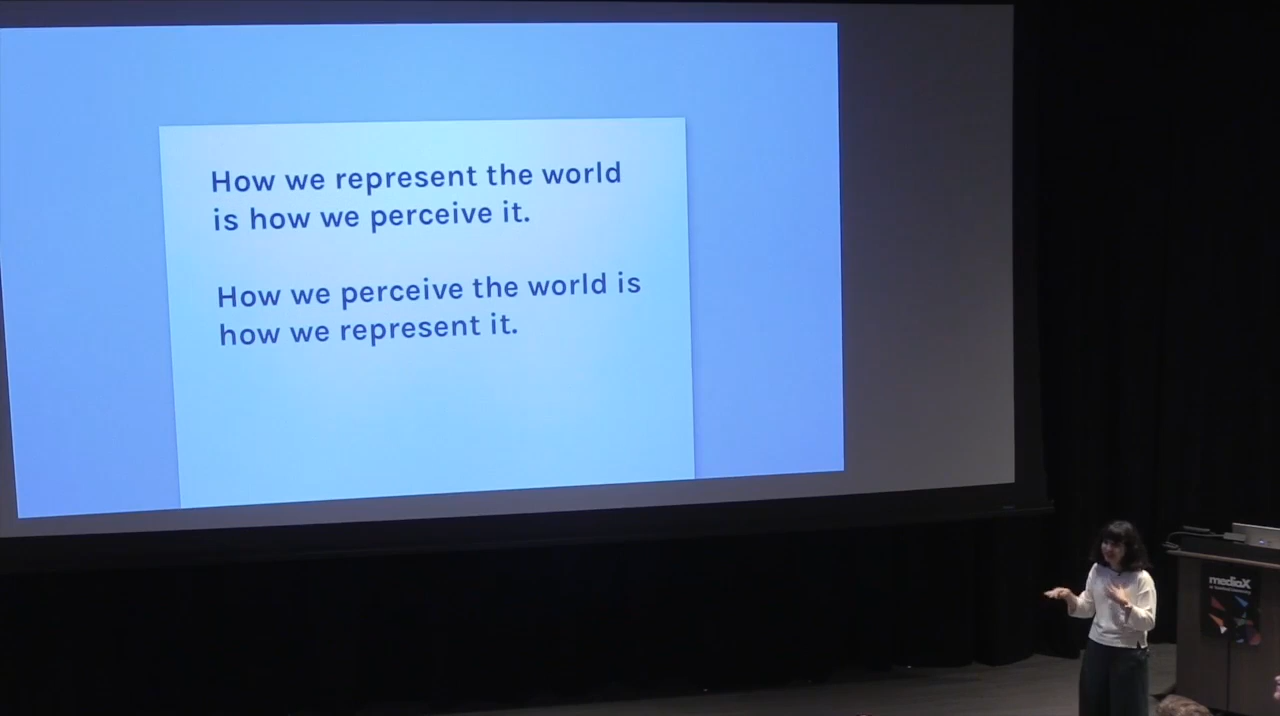 How we represent the world
is how we perceive it.
How we perceive the world is
how we represent it.
mediaX